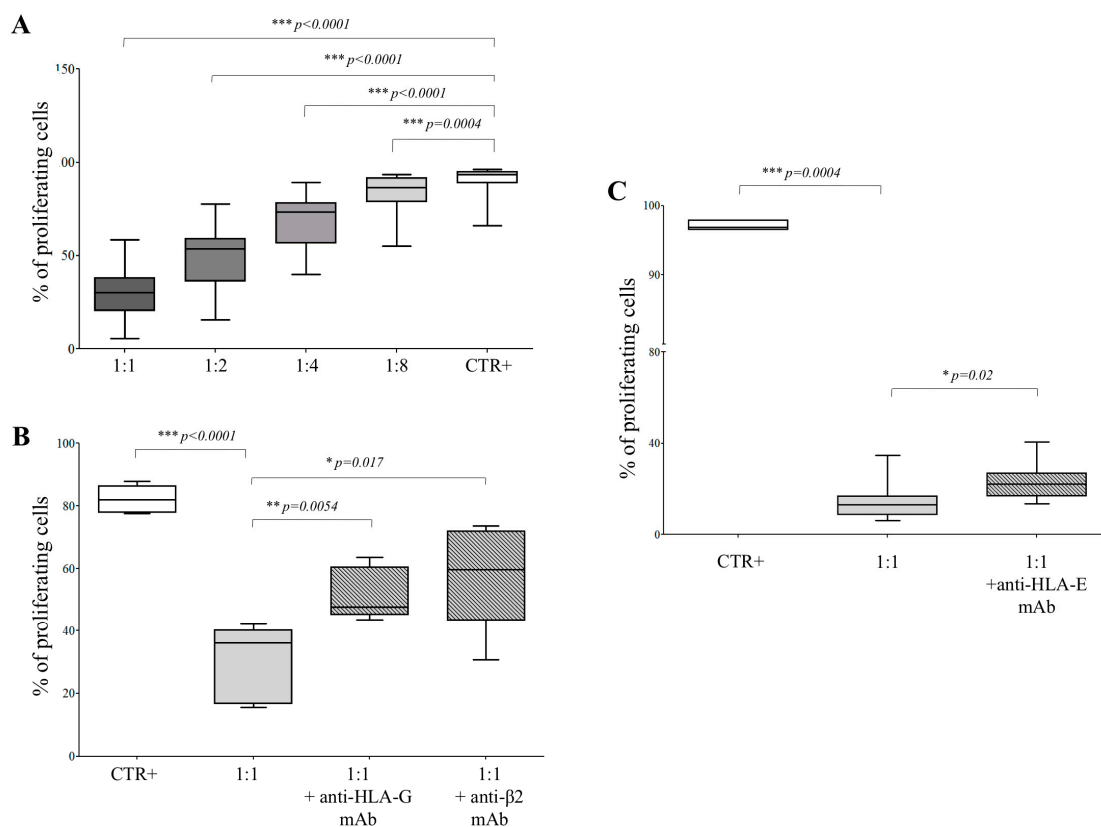 A
*** p<0.0001
*** p<0.0001
*** p<0.0001
*** p=0.0004
% of proliferating cells
150
00
50
0
1:1 1:2 1:4 1:8 CTR+
B
*** p<0.0001
* p=0.017
** p=0.0054
% of proliferating cells
100
80
60
40
20
0
CTR+ 1:1 1:1 1:1
+ anti-HLA-G + anti-β2
mAb mAb
C
*** p=0.0004
* p=0.02
% of proliferating cells
100
90
80
40
0
CTR+ 1:1 1:1
+anti-HLA-E
mAb